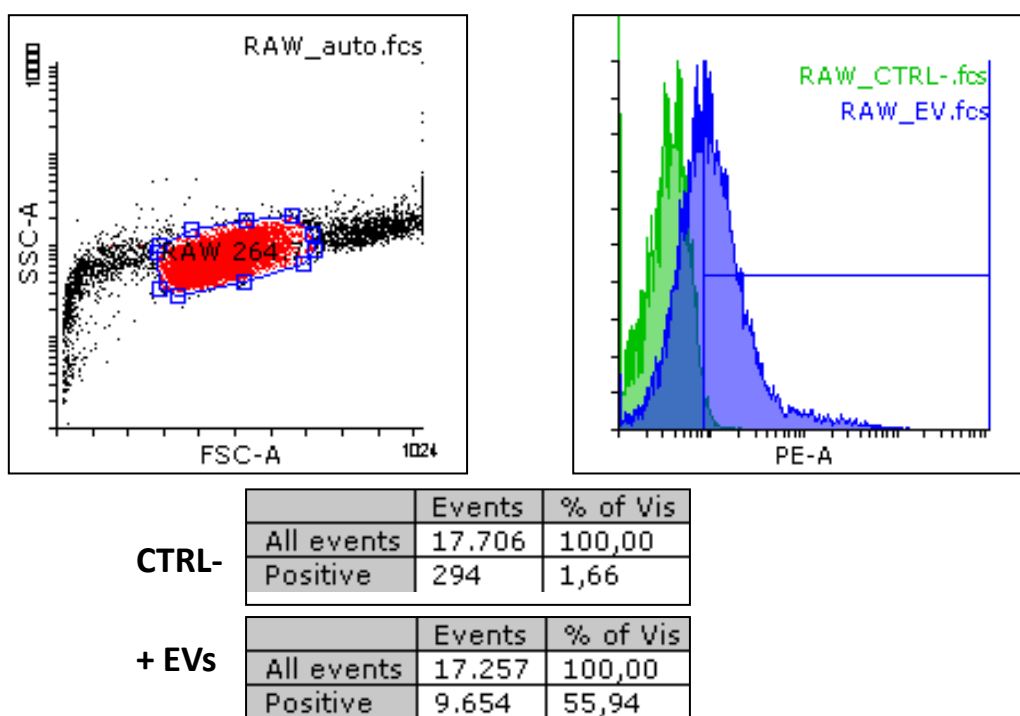 RAW_auto.fcs
SSC-A
RAW 264.7
FSC-A
1024
RAW_CTRL-.fcs
RAW_EV.fcs
PE-A
CTRL-
Events % of Vis
All events 17.706 100,00
Positive 294 1,66
+ EVs
Events % of Vis
All events 17.257 100,00
Positive 9.654 55,94